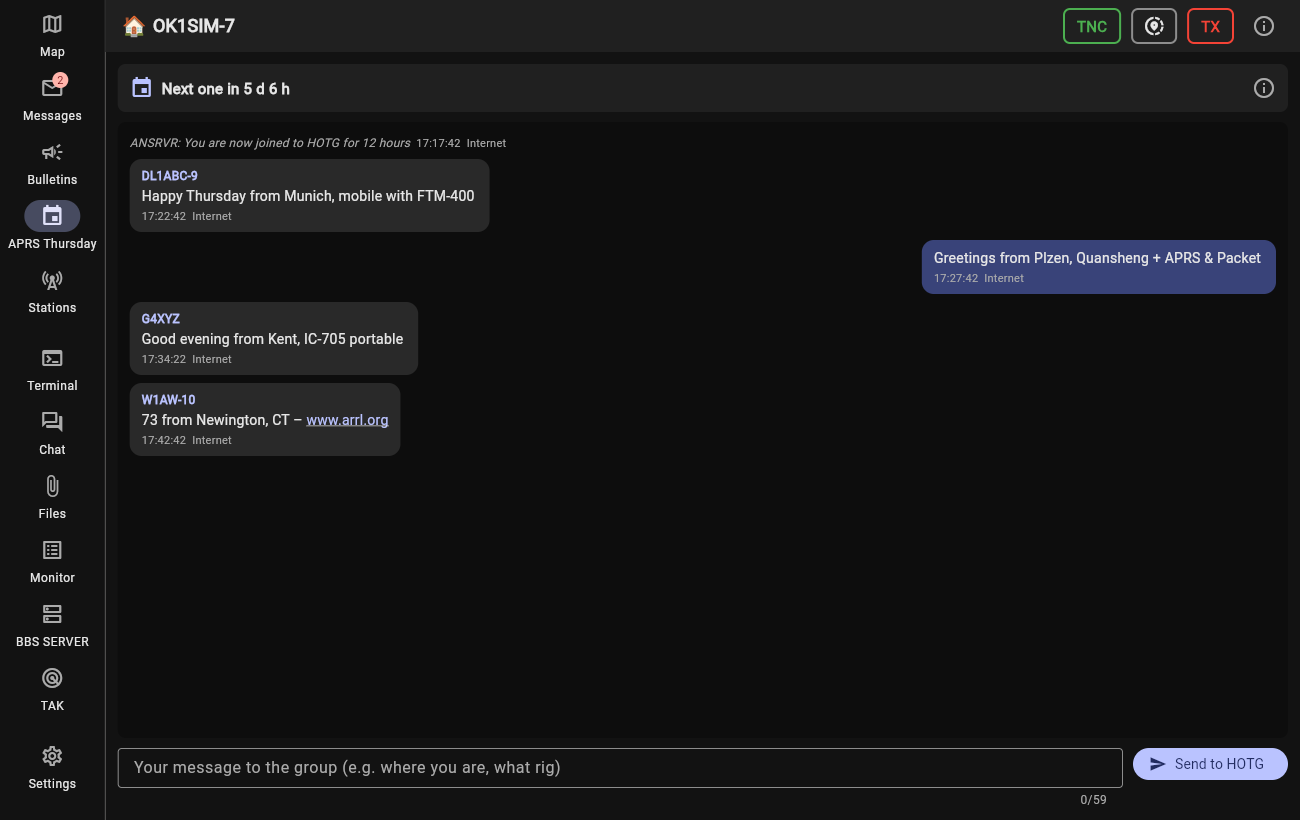 OK1SIM-7
TNC
TX
Map
2
Messages
Bulletins
APRS Thursday
Stations
Terminal
Chat
Files
Monitor
BBS SERVER
TAK
Settings
Next one in 5 d 6 h
ANSRVR: You are now joined to HOTG for 12 hours 17:17:42 Internet
DL1ABC-9
Happy Thursday from Munich, mobile with FTM-400
17:22:42 Internet
Greetings from Plzen, Quansheng + APRS & Packet
17:27:42 Internet
G4XYZ
Good evening from Kent, IC-705 portable
17:34:22 Internet
W1AW-10
73 from Newington, CT – www.arrl.org
17:42:42 Internet
Your message to the group (e.g. where you are, what rig)
Send to HOTG
0/59